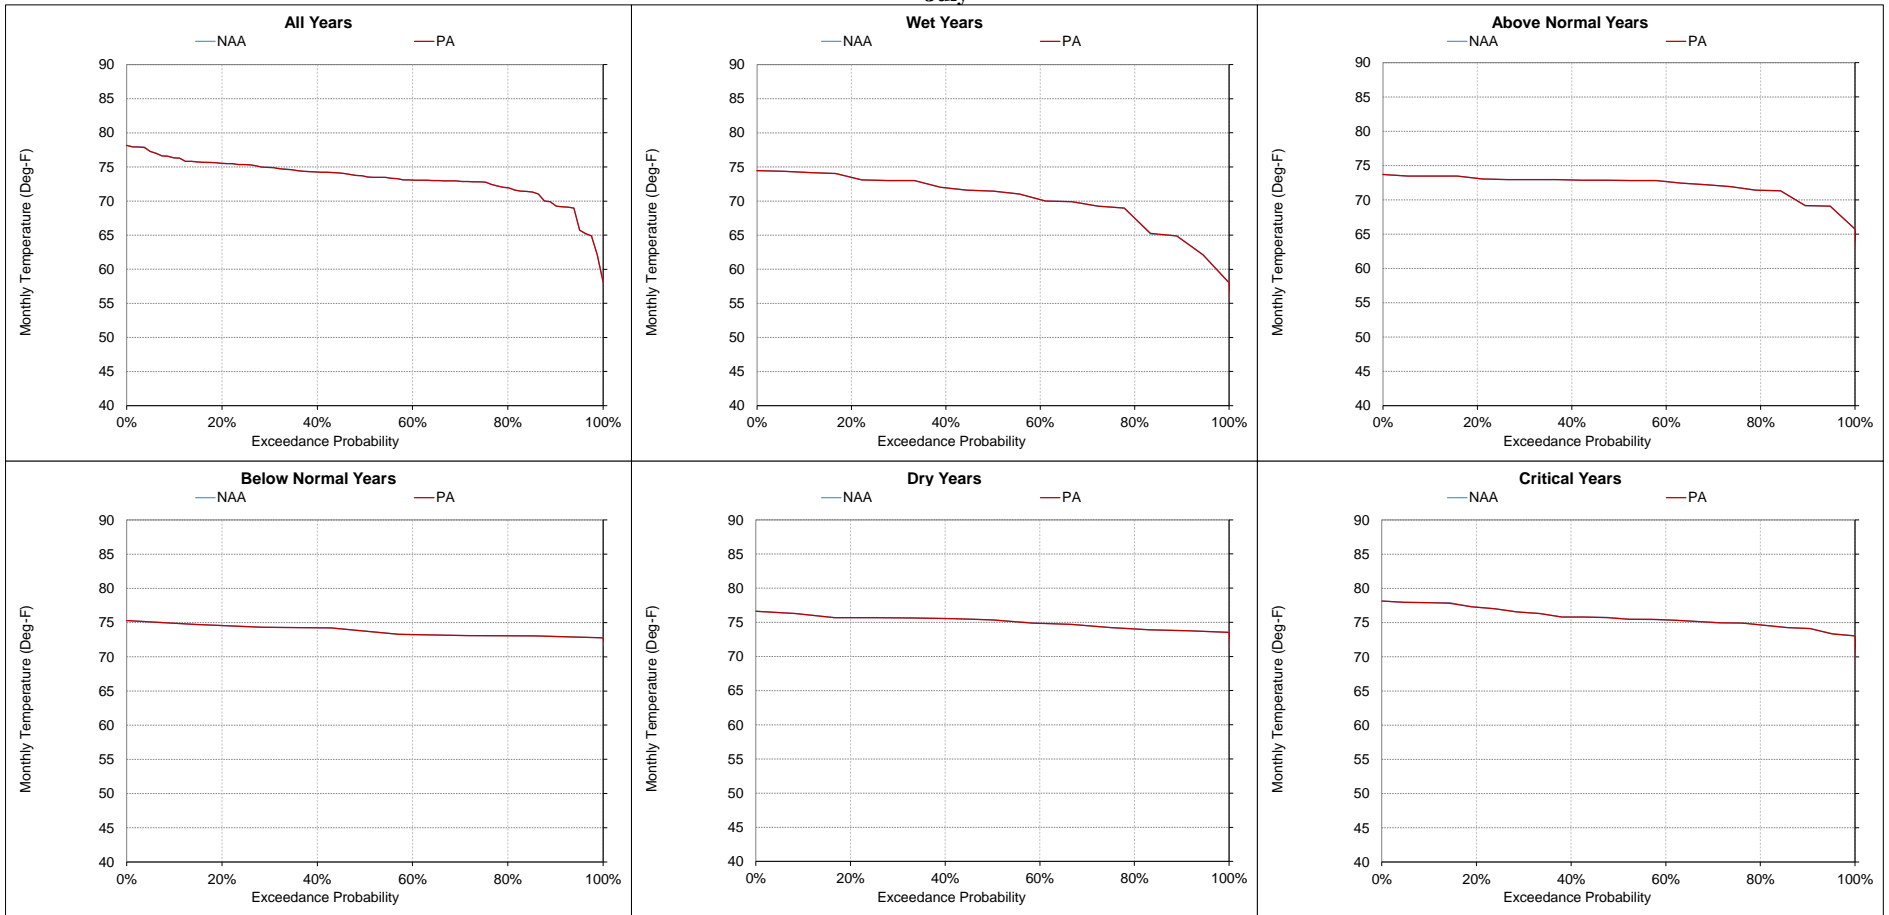 July
All Years
NAA PA
Monthly Temperature (Deg-F)
90
85
80
75
70
65
60
55
50
45
40
0% 20% 40% 60% 80% 100%
Exceedance Probability
Wet Years
NAA PA
Monthly Temperature (Deg-F)
90
85
80
75
70
65
60
55
50
45
40
0% 20% 40% 60% 80% 100%
Exceedance Probability
Above Normal Years
NAA PA
Monthly Temperature (Deg-F)
90
85
80
75
70
65
60
55
50
45
40
0% 20% 40% 60% 80% 100%
Exceedance Probability
Below Normal Years
NAA PA
Monthly Temperature (Deg-F)
90
85
80
75
70
65
60
55
50
45
40
0% 20% 40% 60% 80% 100%
Exceedance Probability
Dry Years
NAA PA
Monthly Temperature (Deg-F)
90
85
80
75
70
65
60
55
50
45
40
0% 20% 40% 60% 80% 100%
Exceedance Probability
Critical Years
NAA PA
Monthly Temperature (Deg-F)
90
85
80
75
70
65
60
55
50
45
40
0% 20% 40% 60% 80% 100%
Exceedance Probability